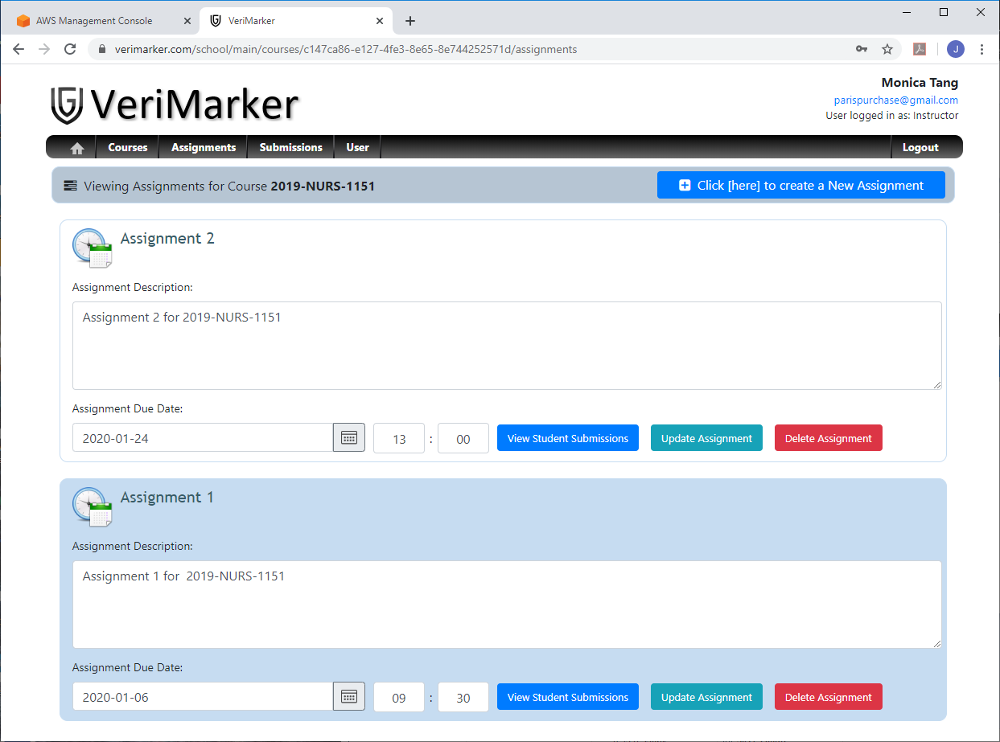 AWS Management Console
VeriMarker
verimarker.com/school/main/courses/c147ca86-e127-4fe3-8e65-8e744252571d/assignments
J
VeriMarker
Monica Tang
parispurchase@gmail.com
User logged in as: Instructor
Courses Assignments Submissions User Logout
Viewing Assignments for Course 2019-NURS-1151
Click [here] to create a New Assignment
Assignment 2
Assignment Description:
Assignment 2 for 2019-NURS-1151
Assignment Due Date:
2020-01-24 13 : 00 View Student Submissions Update Assignment Delete Assignment
Assignment 1
Assignment Description:
Assignment 1 for  2019-NURS-1151
Assignment Due Date:
2020-01-06 09 : 30 View Student Submissions Update Assignment Delete Assignment